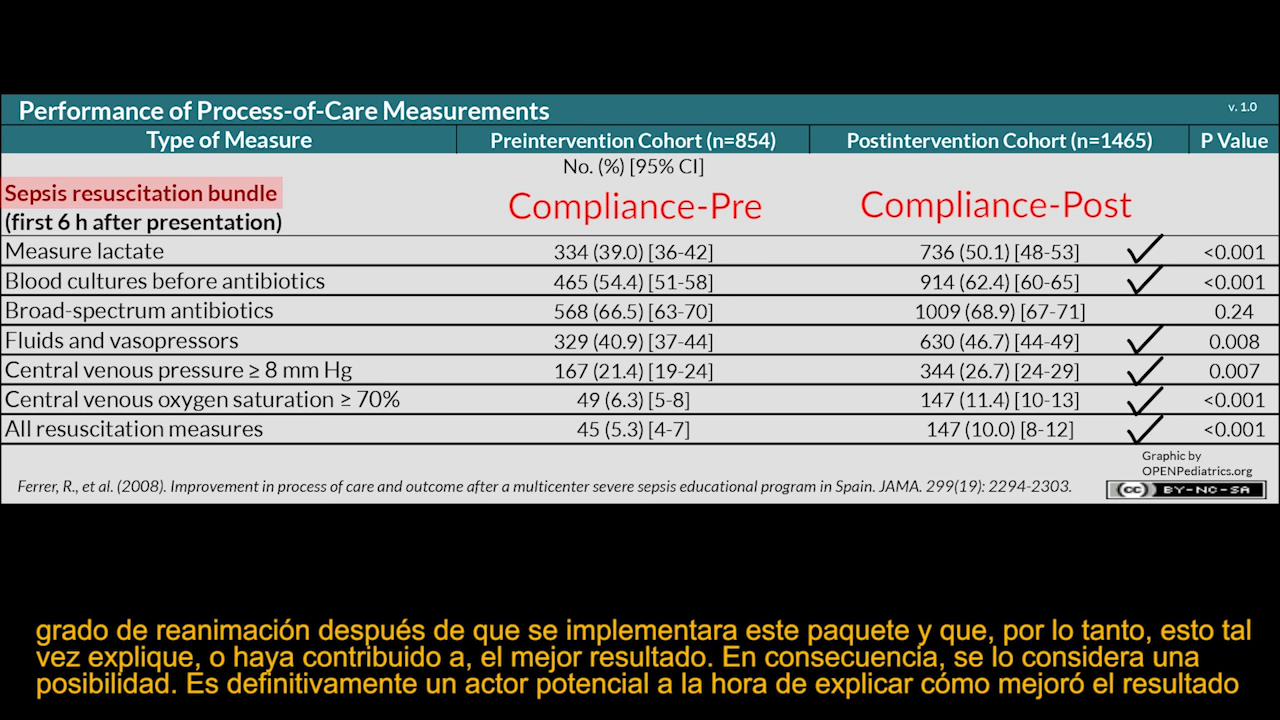 Performance of Process-of-Care Measurements v. 1.0
Type of Measure Preintervention Cohort (n=854) Postintervention Cohort (n=1465) P Value
No. (%) [95% CI]
Sepsis resuscitation bundle
(first 6 h after presentation) Compliance-Pre Compliance-Post
Measure lactate 334 (39.0) [36-42] 736 (50.1) [48-53] <0.001
Blood cultures before antibiotics 465 (54.4) [51-58] 914 (62.4) [60-65] <0.001
Broad-spectrum antibiotics 568 (66.5) [63-70] 1009 (68.9) [67-71] 0.24
Fluids and vasopressors 329 (40.9) [37-44] 630 (46.7) [44-49] 0.008
Central venous pressure ≥ 8 mm Hg 167 (21.4) [19-24] 344 (26.7) [24-29] 0.007
Central venous oxygen saturation ≥ 70% 49 (6.3) [5-8] 147 (11.4) [10-13] <0.001
All resuscitation measures 45 (5.3) [4-7] 147 (10.0) [8-12] <0.001
Graphic by
OPENPediatrics.org
Ferrer, R., et al. (2008). Improvement in process of care and outcome after a multicenter severe sepsis educational program in Spain. JAMA. 299(19): 2294-2303.
cc BY-NC-SA
grado de reanimación después de que se implementara este paquete y que, por lo tanto, esto tal
vez explique, o haya contribuido a, el mejor resultado. En consecuencia, se lo considera una
posibilidad. Es definitivamente un actor potencial a la hora de explicar cómo mejoró el resultado